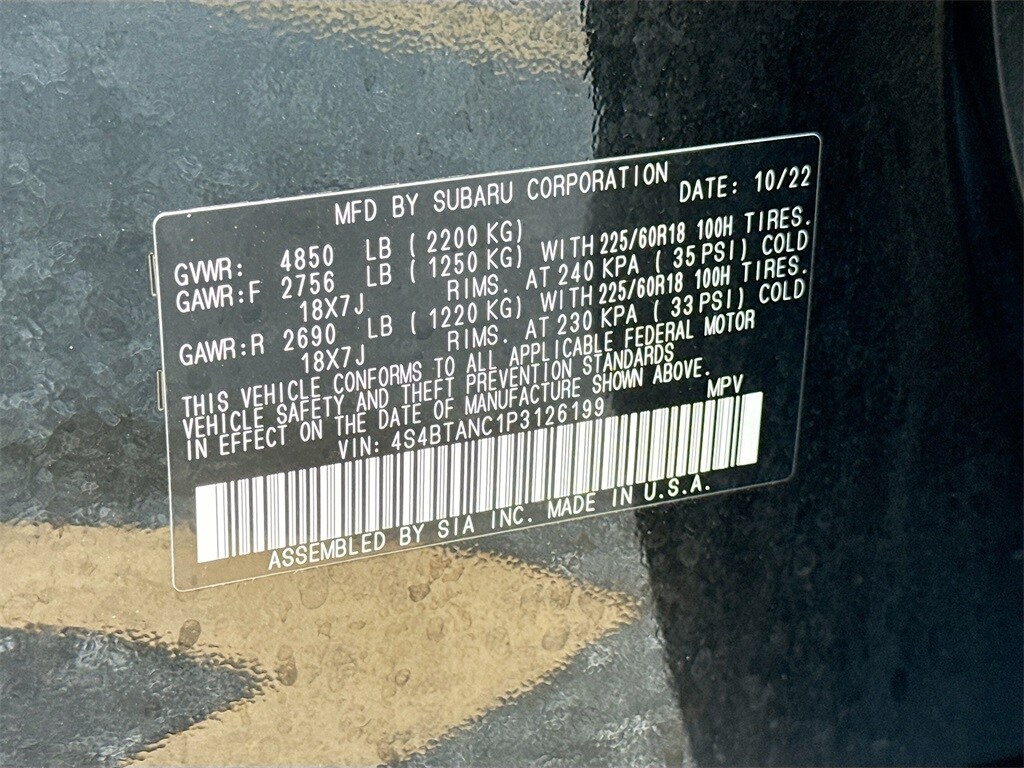 MFD BY SUBARU CORPORATION DATE: 10/22
GVWR: 4850 LB ( 2200 KG)
GAWR:F 2756 LB ( 1250 KG) WITH 225/60R18 100H TIRES.
18X7J RIMS. AT 240 KPA ( 35 PSI) COLD
GAWR:R 2690 LB ( 1220 KG) WITH 225/60R18 100H TIRES.
18X7J RIMS. AT 230 KPA ( 33 PSI) COLD
THIS VEHICLE CONFORMS TO ALL APPLICABLE FEDERAL MOTOR
VEHICLE SAFETY AND THEFT PREVENTION STANDARDS
IN EFFECT ON THE DATE OF MANUFACTURE SHOWN ABOVE.
VIN: 4S4BTANC1P3126199 MPV
ASSEMBLED BY SIA INC. MADE IN U.S.A.